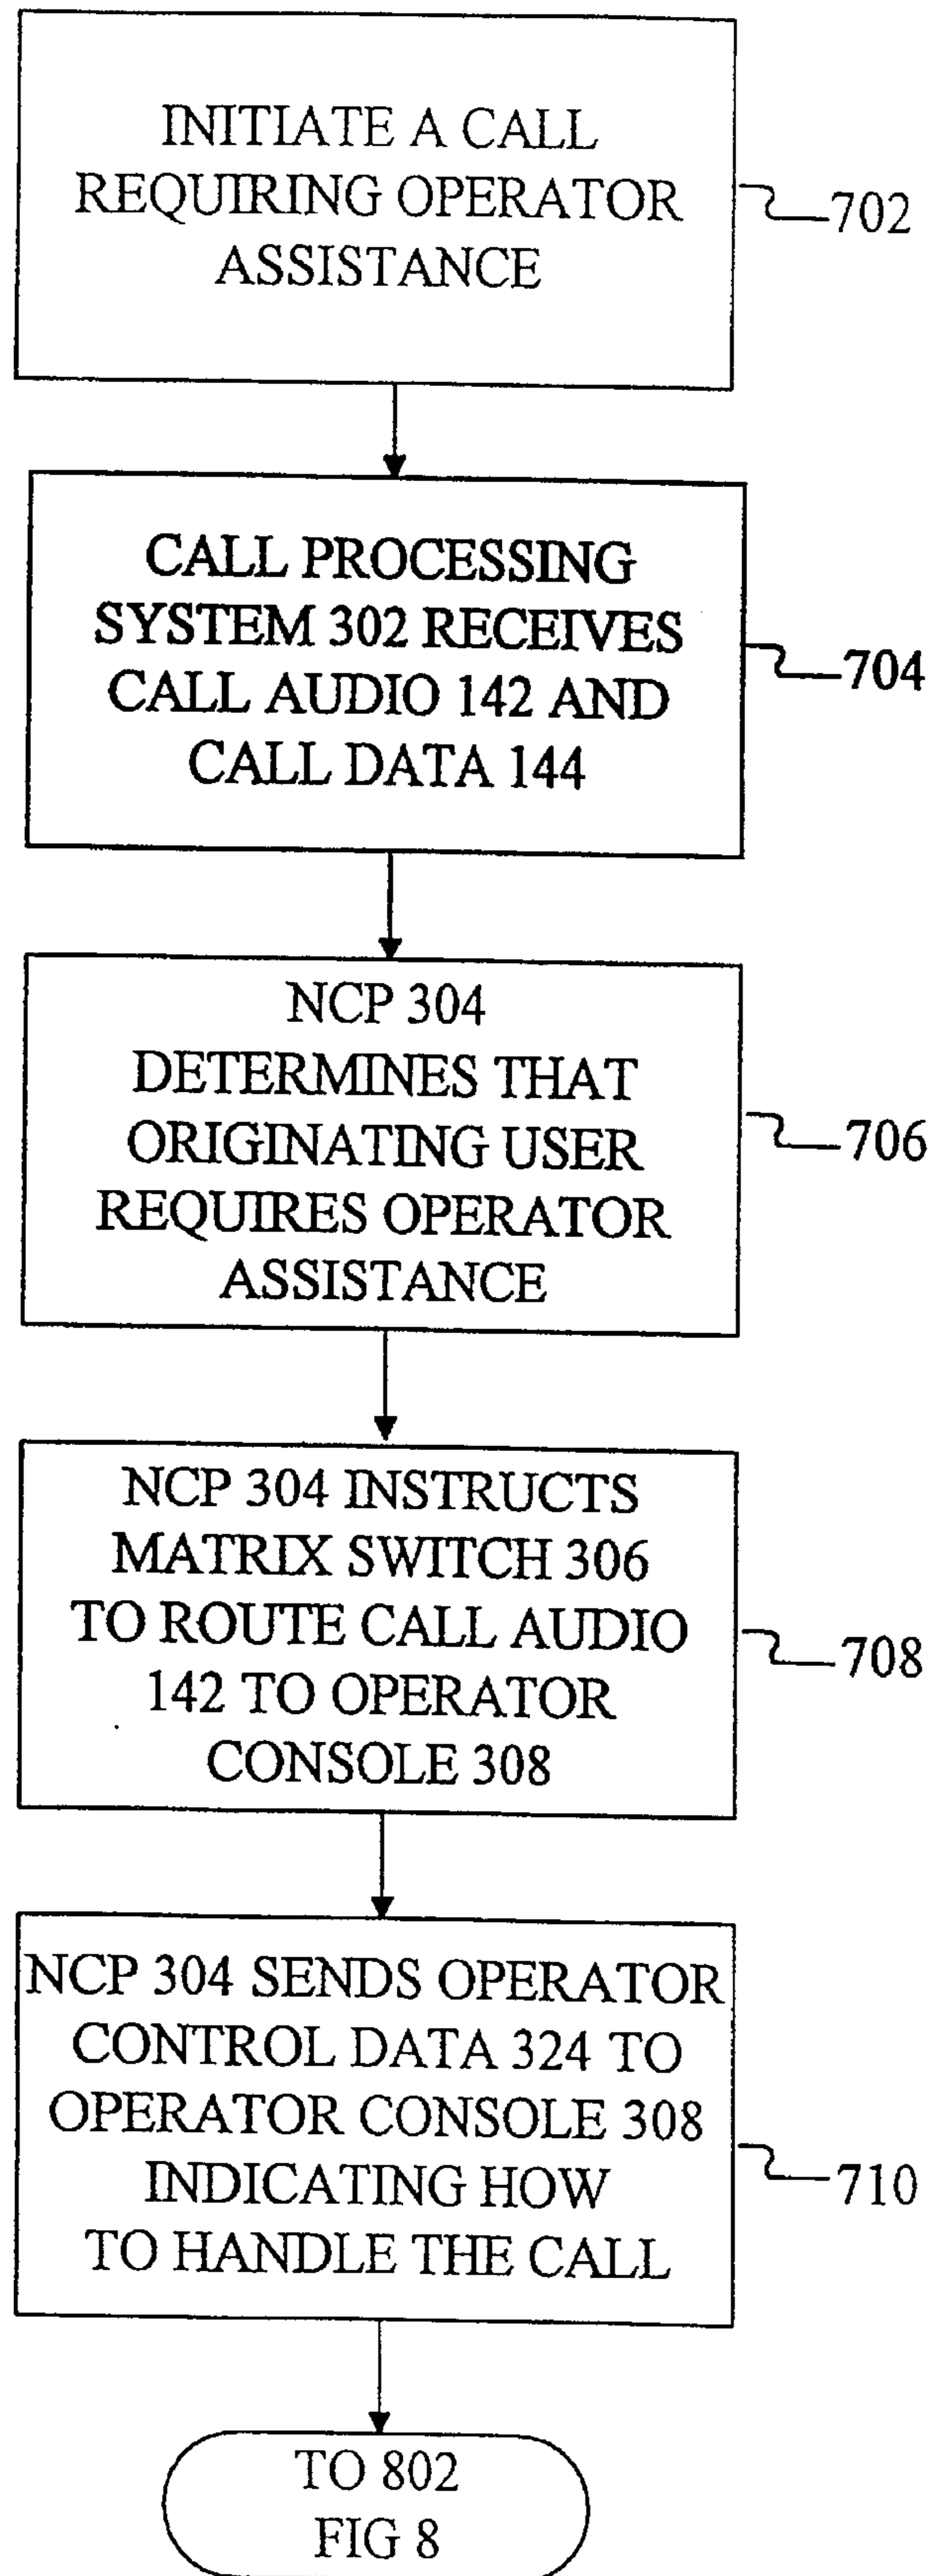 INITIATE A CALL
REQUIRING OPERATOR
ASSISTANCE
702
CALL PROCESSING
SYSTEM 302 RECEIVES
CALL AUDIO 142 AND
CALL DATA 144
704
NCP 304
DETERMINES THAT
ORIGINATING USER
REQUIRES OPERATOR
ASSISTANCE
706
NCP 304 INSTRUCTS
MATRIX SWITCH 306
TO ROUTE CALL AUDIO
142 TO OPERATOR
CONSOLE 308
708
NCP 304 SENDS OPERATOR
CONTROL DATA 324 TO
OPERATOR CONSOLE 308
INDICATING HOW
TO HANDLE THE CALL
710
TO 802
FIG 8